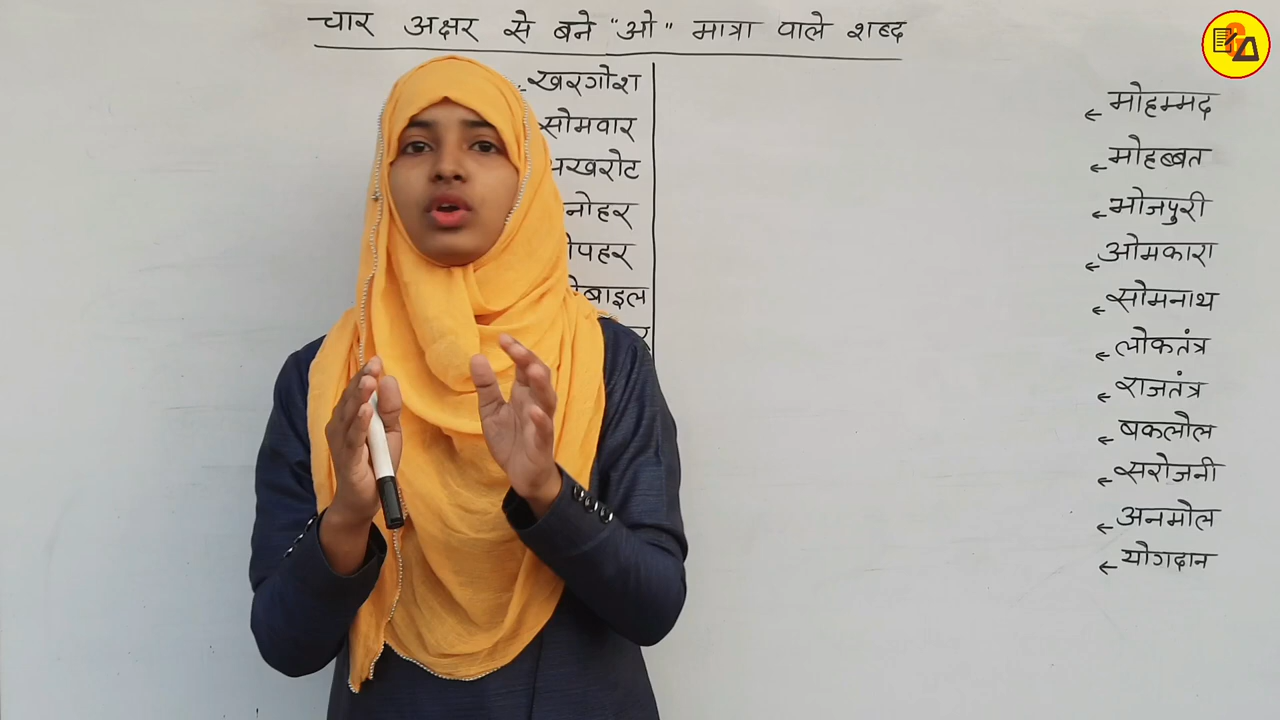 चार अक्षर से बने "ओ" मात्रा वाले शब्द
खरगोश
सोमवार
मोबाइल
मोहम्मद
मोहब्बत
भोजपुरी
ओमकारा
सोमनाथ
लोकतंत्र
राजतंत्र
बकलोल
सरोजनी
अनमोल
योगदान